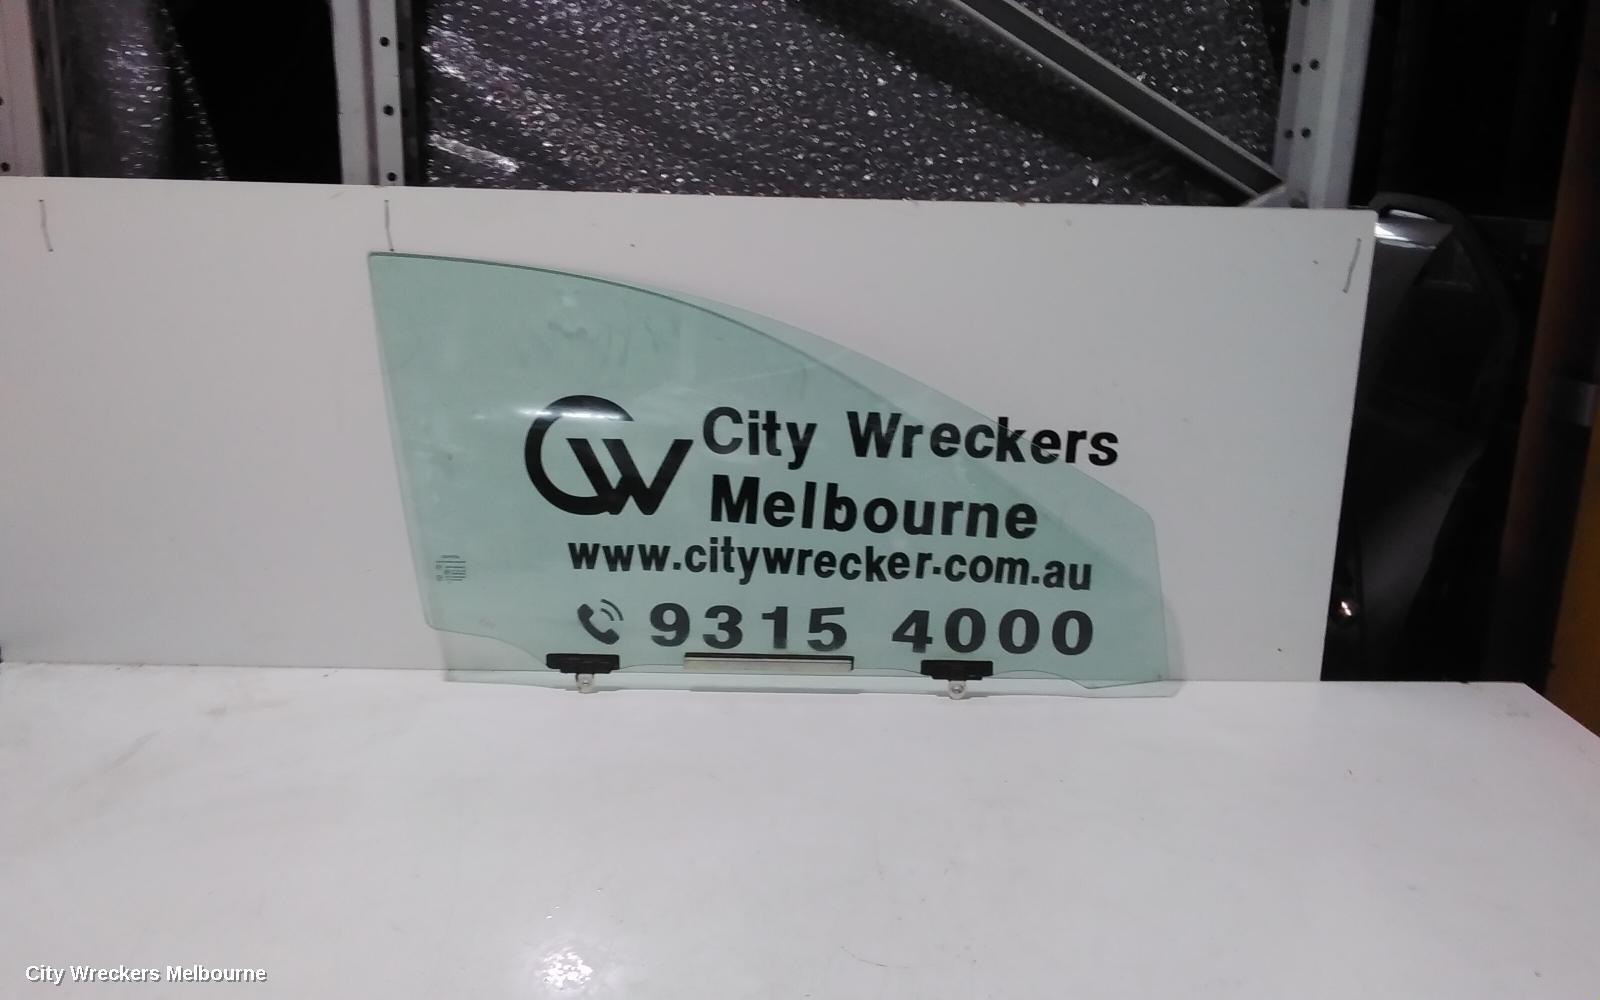 CW City Wreckers
Melbourne
www.citywrecker.com.au
9315 4000
City Wreckers Melbourne